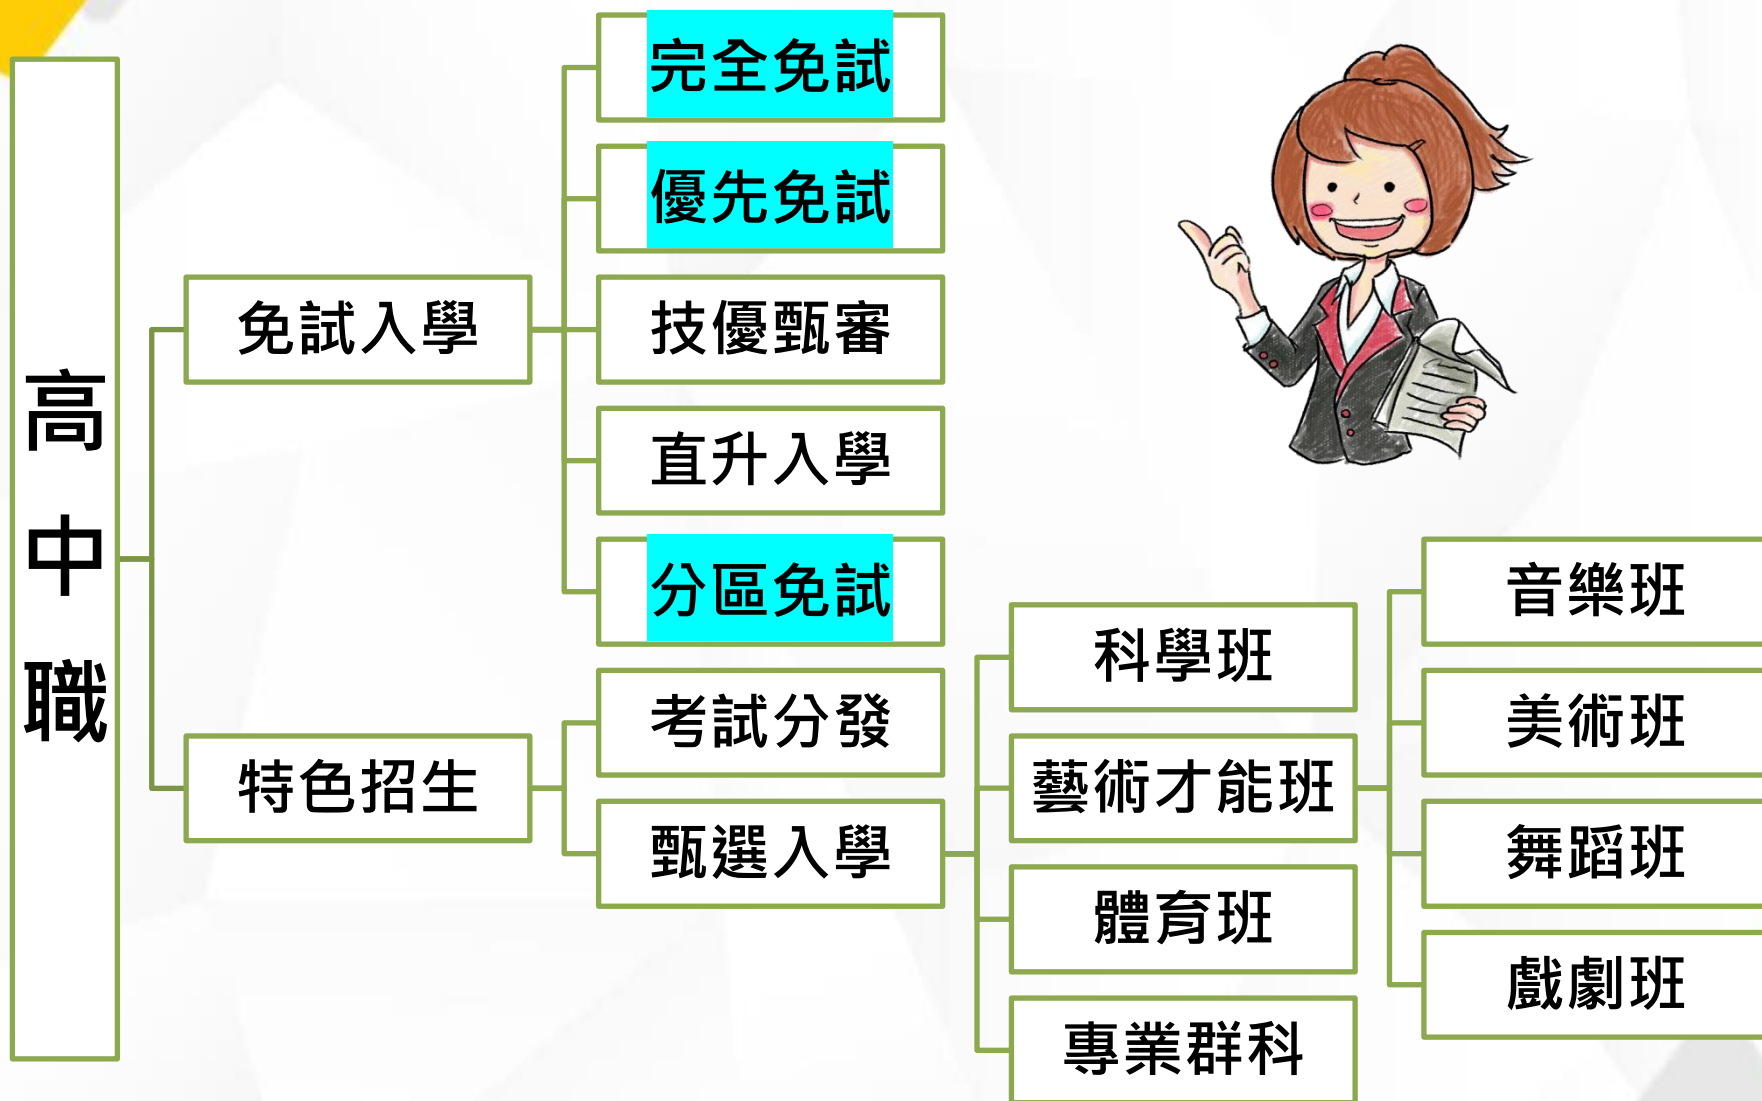 高中職
免試入學
完全免試
優先免試
技優甄審
直升入學
分區免試
特色招生
考試分發
甄選入學
科學班
藝術才能班
體育班
專業群科
音樂班
美術班
舞蹈班
戲劇班